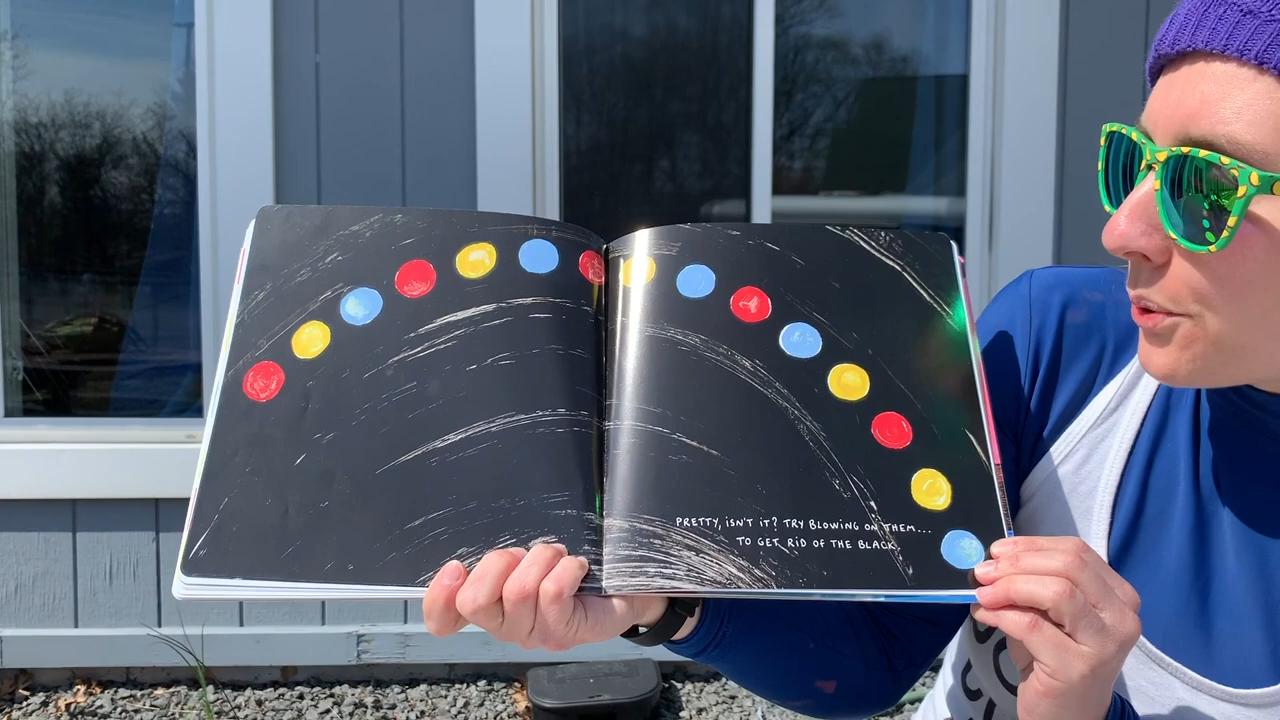 PRETTY, ISN'T IT? TRY BLOWING ON THEM...
TO GET RID OF THE BLACK.